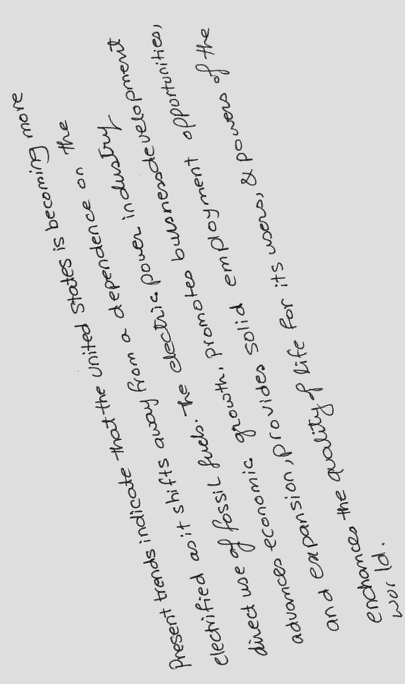 Present trends indicate that the United States is becoming more
electrified as it shifts away from a dependence on the
direct use of fossil fuels. The electric power industry
advances economic growth, promotes bussnessdevelopment
and expansion, provides solid employment opportunities,
enchances the quality of life for its users, & powers of the
world.